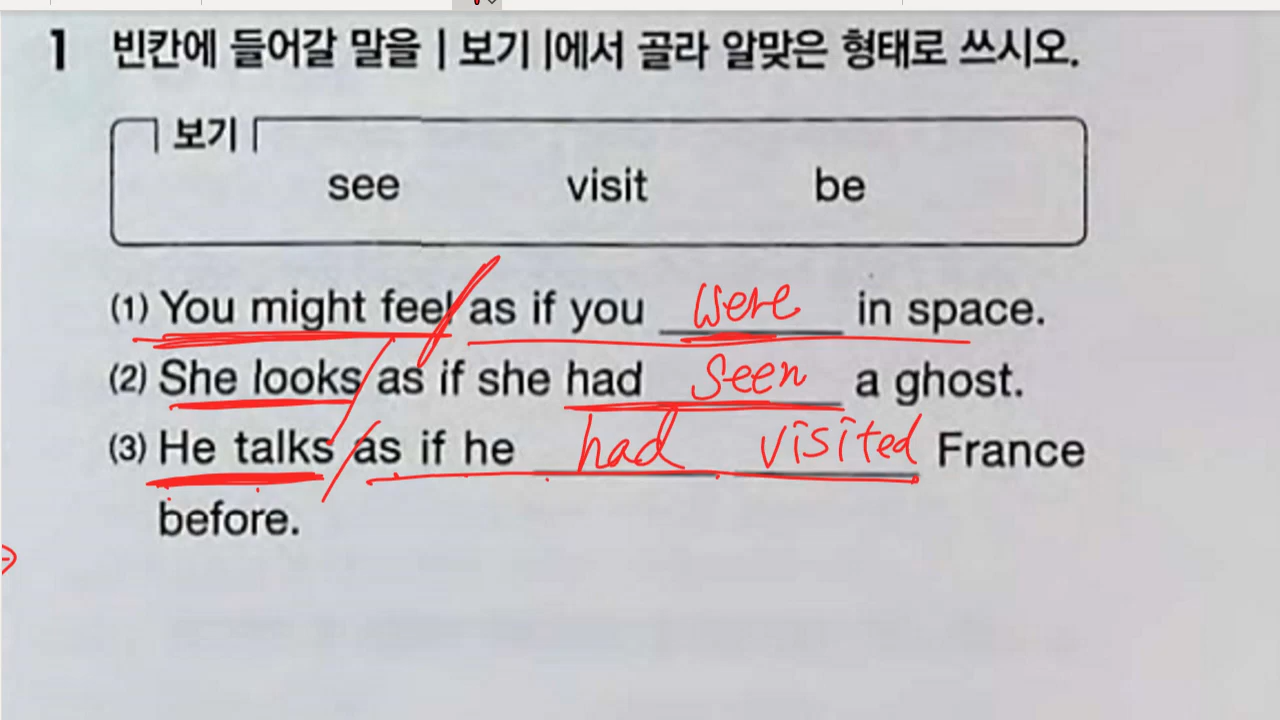 1 빈칸에 들어갈 말을 | 보기 |에서 골라 알맞은 형태로 쓰시오.
| 보기 |
see visit be
(1) You might feel as if you were in space.
(2) She looks as if she had seen a ghost.
(3) He talks as if he had visited France
before.